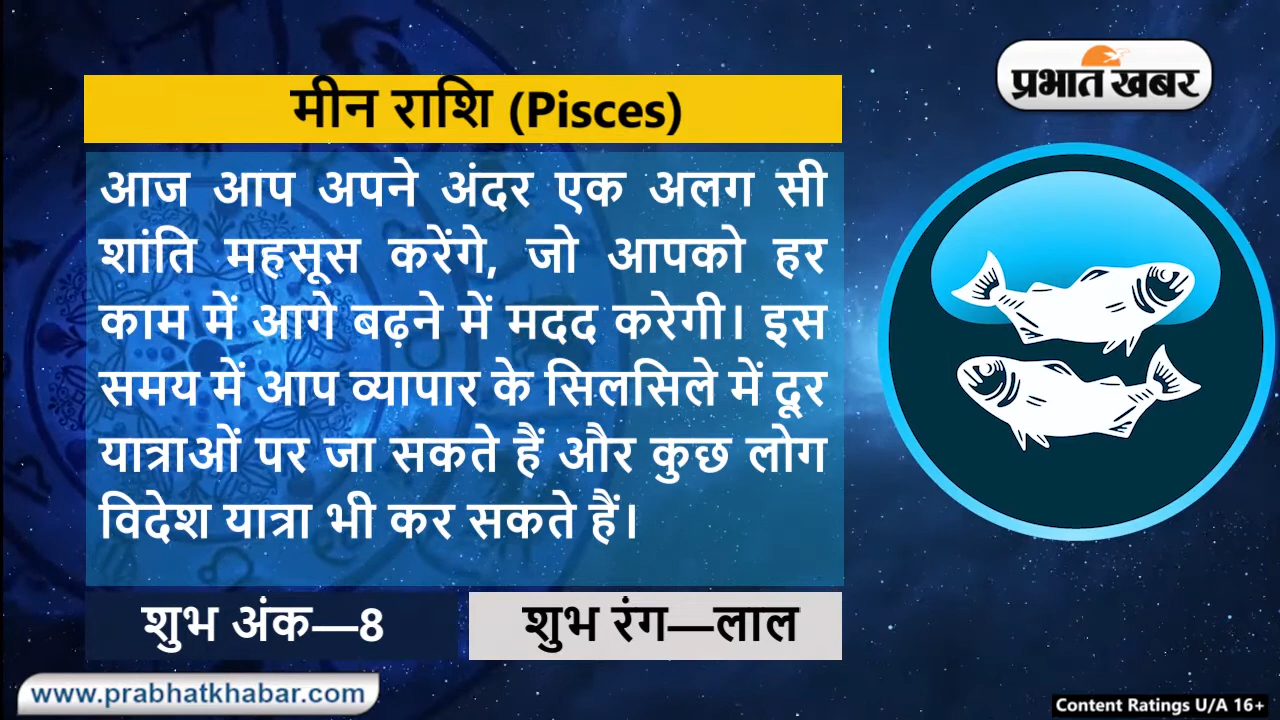 प्रभात खबर
मीन राशि (Pisces)
आज आप अपने अंदर एक अलग सी
शांति महसूस करेंगे, जो आपको हर
काम में आगे बढ़ने में मदद करेगी। इस
समय में आप व्यापार के सिलसिले में दूर
यात्राओं पर जा सकते हैं और कुछ लोग
विदेश यात्रा भी कर सकते हैं।
शुभ अंक—8
शुभ रंग—लाल
www.prabhatkhabar.com
Content Ratings U/A 16+